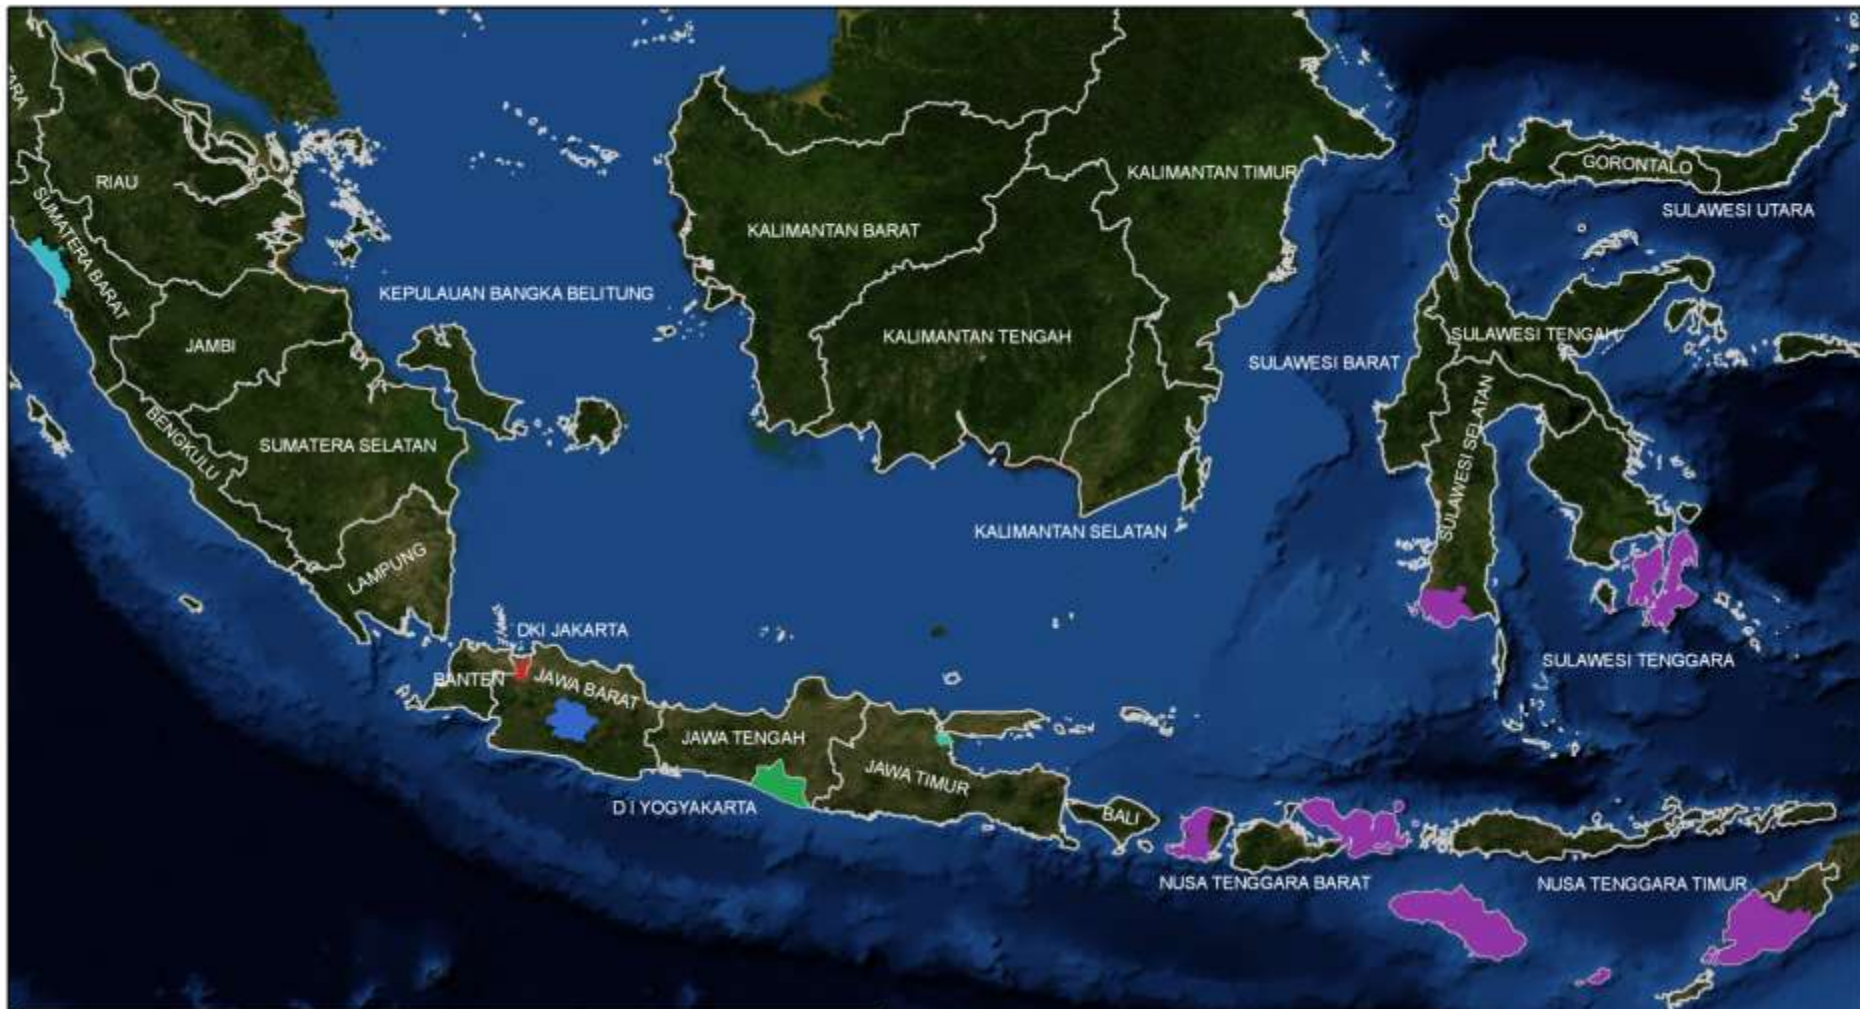 TARA
RIAU
SUMATERA BARAT
KEPULAUAN BANGKA BELITUNG
JAMBI
BENGKULU
SUMATERA SELATAN
LAMPUNG
KALIMANTAN BARAT
KALIMANTAN TIMUR
KALIMANTAN TENGAH
KALIMANTAN SELATAN
GORONTALO
SULAWESI UTARA
SULAWESI TENGAH
SULAWESI BARAT
SULAWESI SELATAN
SULAWESI TENGGARA
DKI JAKARTA
BANTEN
JAWA BARAT
JAWA TENGAH
JAWA TIMUR
D I YOGYAKARTA
BALI
NUSA TENGGARA BARAT
NUSA TENGGARA TIMUR